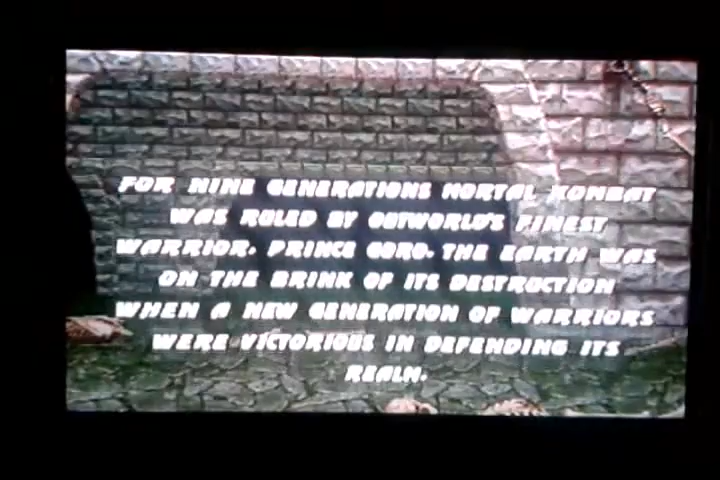 FOR NINE GENERATIONS MORTAL KOMBAT
WAS RULED BY OUTWORLD'S FINEST
WARRIOR, PRINCE GORO. THE EARTH WAS
ON THE BRINK OF ITS DESTRUCTION
WHEN A NEW GENERATION OF WARRIORS
WERE VICTORIOUS IN DEFENDING ITS
REALM.